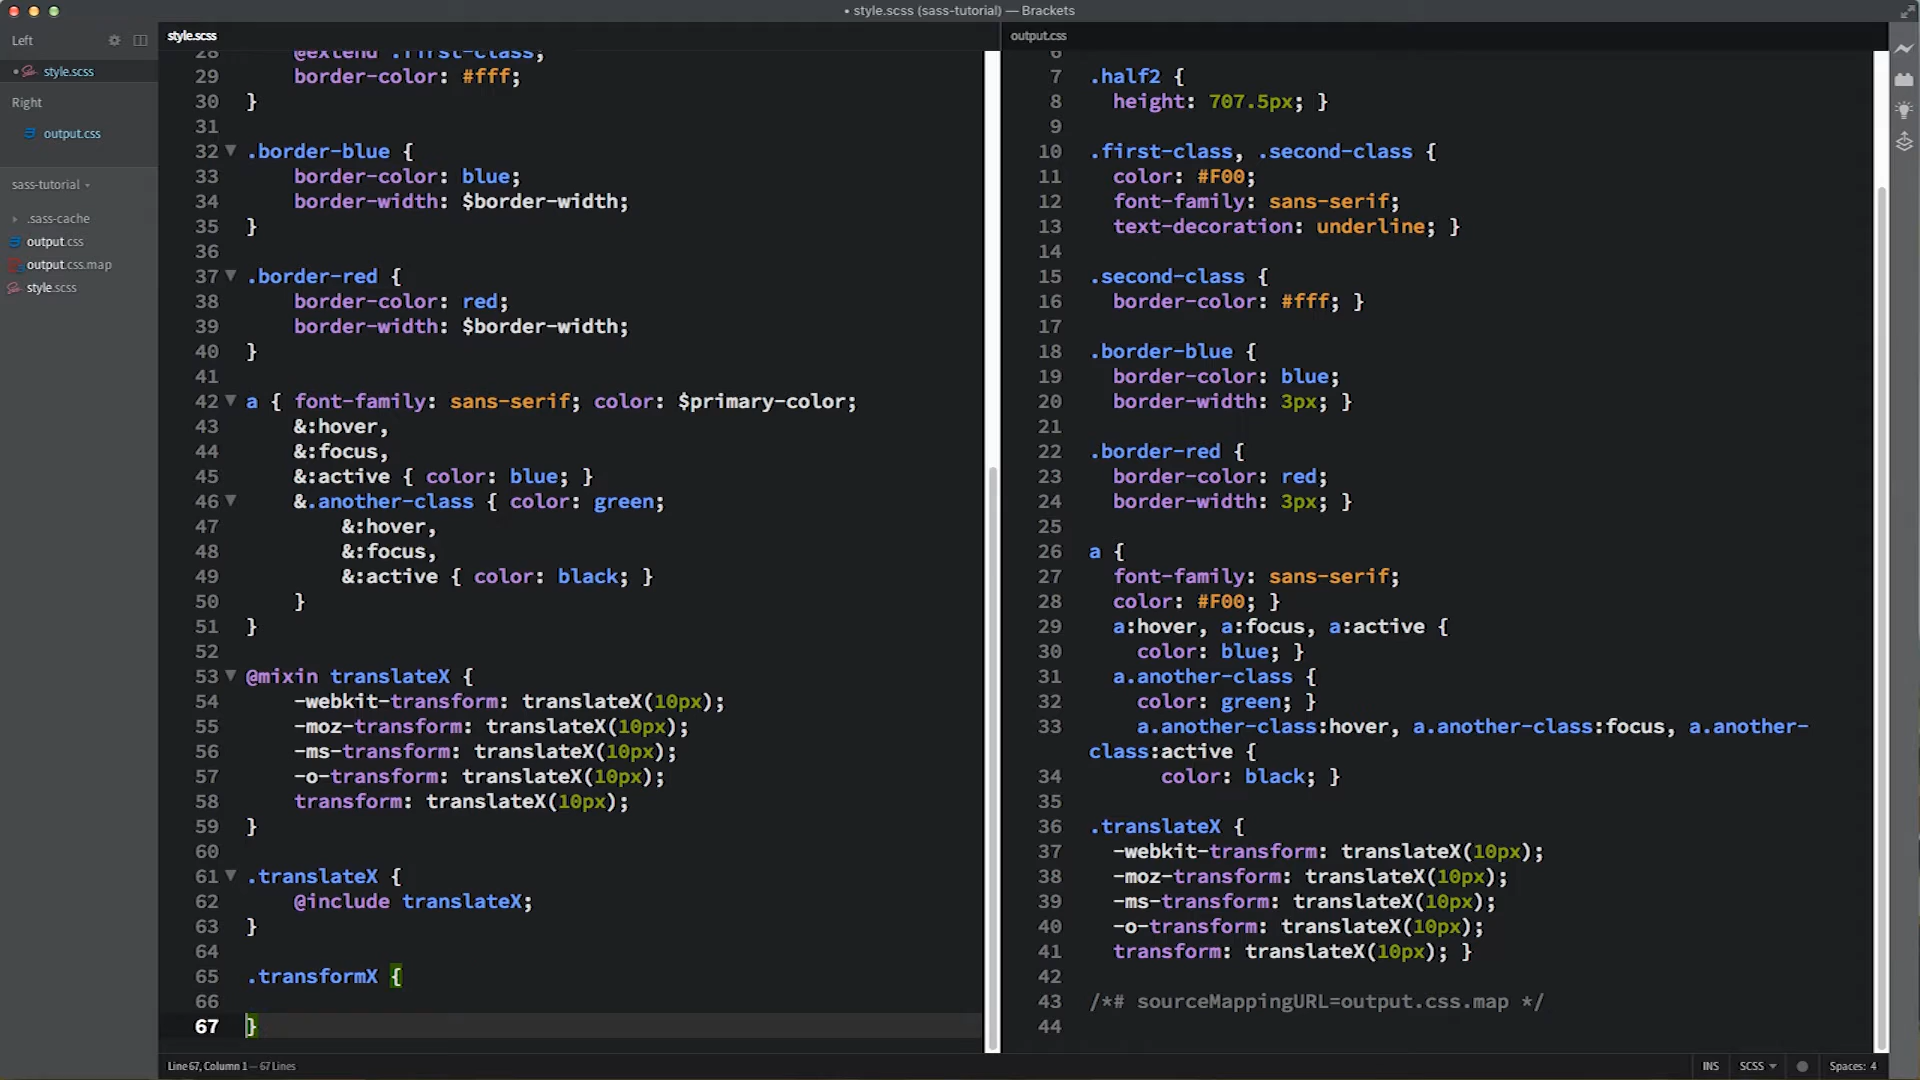 • style.scss (sass-tutorial) — Brackets
Left
• style.scss
Right
output.css
sass-tutorial
.sass-cache
output.css
output.css.map
style.scss
style.scss
28 @extend .first-class;
29 border-color: #fff;
30 }
31
32 .border-blue {
33 border-color: blue;
34 border-width: $border-width;
35 }
36
37 .border-red {
38 border-color: red;
39 border-width: $border-width;
40 }
41
42 a { font-family: sans-serif; color: $primary-color;
43 &:hover,
44 &:focus,
45 &:active { color: blue; }
46 &.another-class { color: green;
47 &:hover,
48 &:focus,
49 &:active { color: black; }
50 }
51 }
52
53 @mixin translateX {
54 -webkit-transform: translateX(10px);
55 -moz-transform: translateX(10px);
56 -ms-transform: translateX(10px);
57 -o-transform: translateX(10px);
58 transform: translateX(10px);
59 }
60
61 .translateX {
62 @include translateX;
63 }
64
65 .transformX {
66
67 }
output.css
6
7 .half2 {
8 height: 707.5px; }
9
10 .first-class, .second-class {
11 color: #F00;
12 font-family: sans-serif;
13 text-decoration: underline; }
14
15 .second-class {
16 border-color: #fff; }
17
18 .border-blue {
19 border-color: blue;
20 border-width: 3px; }
21
22 .border-red {
23 border-color: red;
24 border-width: 3px; }
25
26 a {
27 font-family: sans-serif;
28 color: #F00; }
29 a:hover, a:focus, a:active {
30 color: blue; }
31 a.another-class {
32 color: green; }
33 a.another-class:hover, a.another-class:focus, a.another-
class:active {
34 color: black; }
35
36 .translateX {
37 -webkit-transform: translateX(10px);
38 -moz-transform: translateX(10px);
39 -ms-transform: translateX(10px);
40 -o-transform: translateX(10px);
41 transform: translateX(10px); }
42
43 /*# sourceMappingURL=output.css.map */
44
Line 67, Column 1 — 67 Lines
INS
SCSS
Spaces: 4